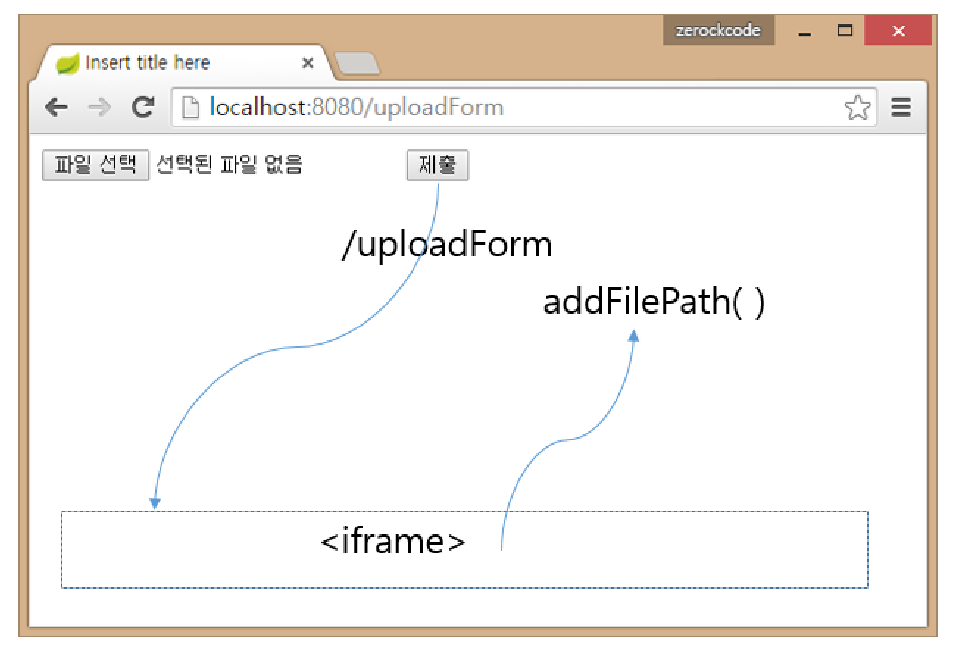 zerockcode
Insert title here
localhost:8080/uploadForm
파일 선택 선택된 파일 없음 제출
/uploadForm
addFilePath( )
<iframe>